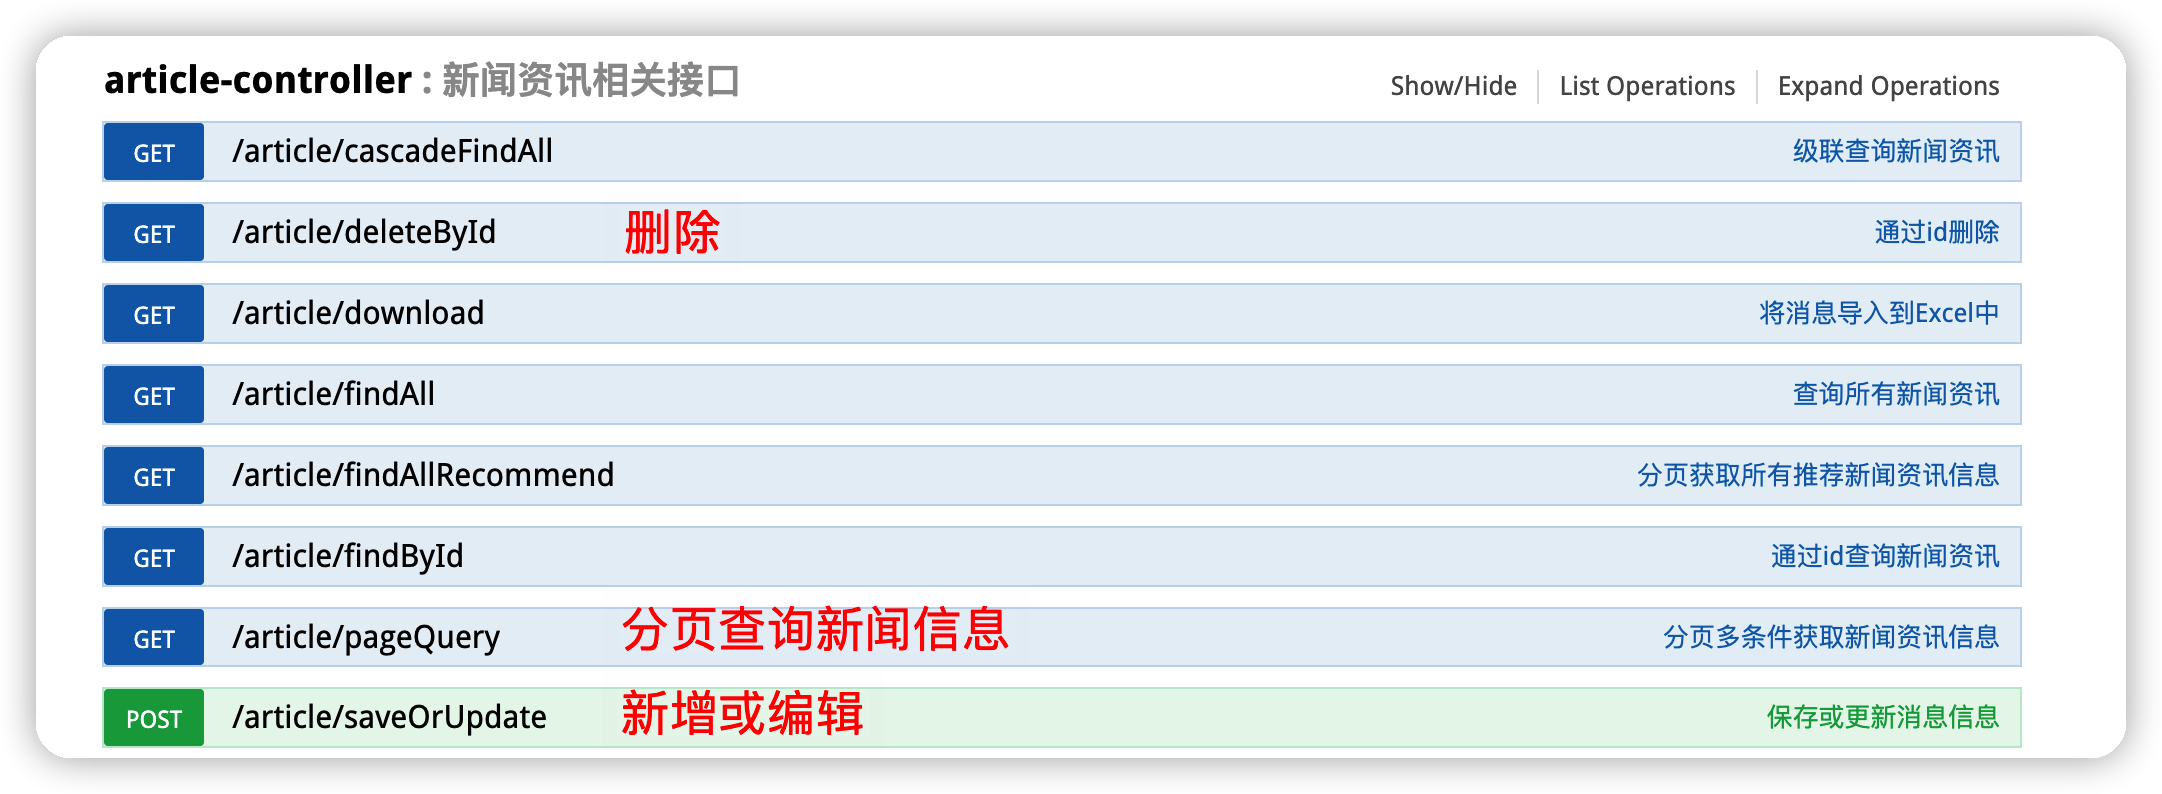 article-controller : 新闻资讯相关接口 Show/Hide List Operations Expand Operations
GET /article/cascadeFindAll 级联查询新闻资讯
GET /article/deleteById 删除 通过id删除
GET /article/download 将消息导入到Excel中
GET /article/findAll 查询所有新闻资讯
GET /article/findAllRecommend 分页获取所有推荐新闻资讯信息
GET /article/findById 通过id查询新闻资讯
GET /article/pageQuery 分页查询新闻信息 分页多条件获取新闻资讯信息
POST /article/saveOrUpdate 新增或编辑 保存或更新消息信息